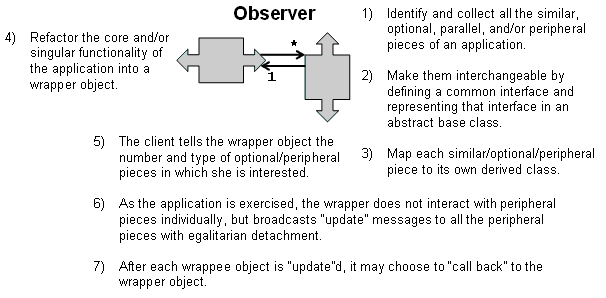 Observer
1) Identify and collect all the similar,
optional, parallel, and/or peripheral
pieces of an application.
2) Make them interchangeable by
defining a common interface and
representing that interface in an
abstract base class.
3) Map each similar/optional/peripheral
piece to its own derived class.
4) Refactor the core and/or
singular functionality of
the application into a
wrapper object.
*
1
5) The client tells the wrapper object the
number and type of optional/peripheral
pieces in which she is interested.
6) As the application is exercised, the wrapper does not interact with peripheral
pieces individually, but broadcasts "update" messages to all the peripheral
pieces with egalitarian detachment.
7) After each wrappee object is "update"d, it may choose to "call back" to the
wrapper object.